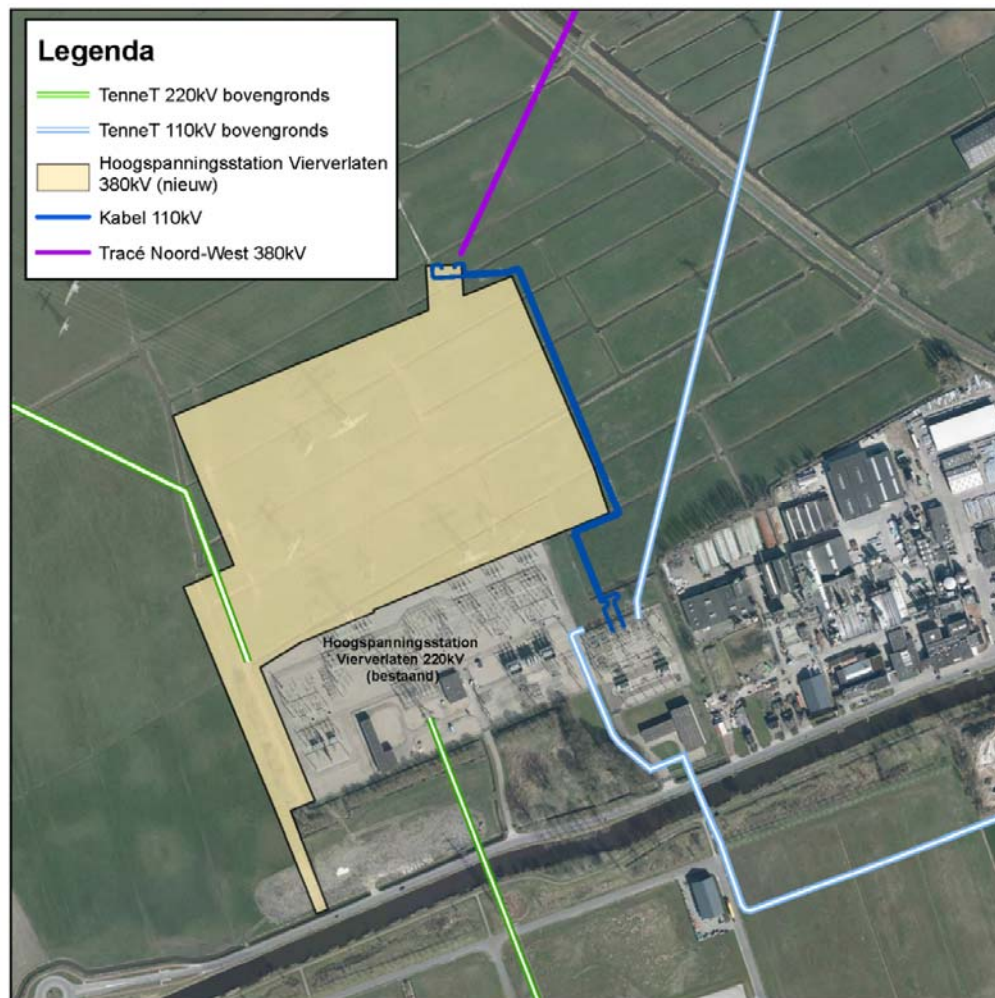 Legenda
TenneT 220kV bovengronds
TenneT 110kV bovengronds
Hoogspanningsstation Vierverlaten
380kV (nieuw)
Kabel 110kV
Tracé Noord-West 380kV
Hoogspanningsstation
Vierverlaten 220kV
(bestaand)